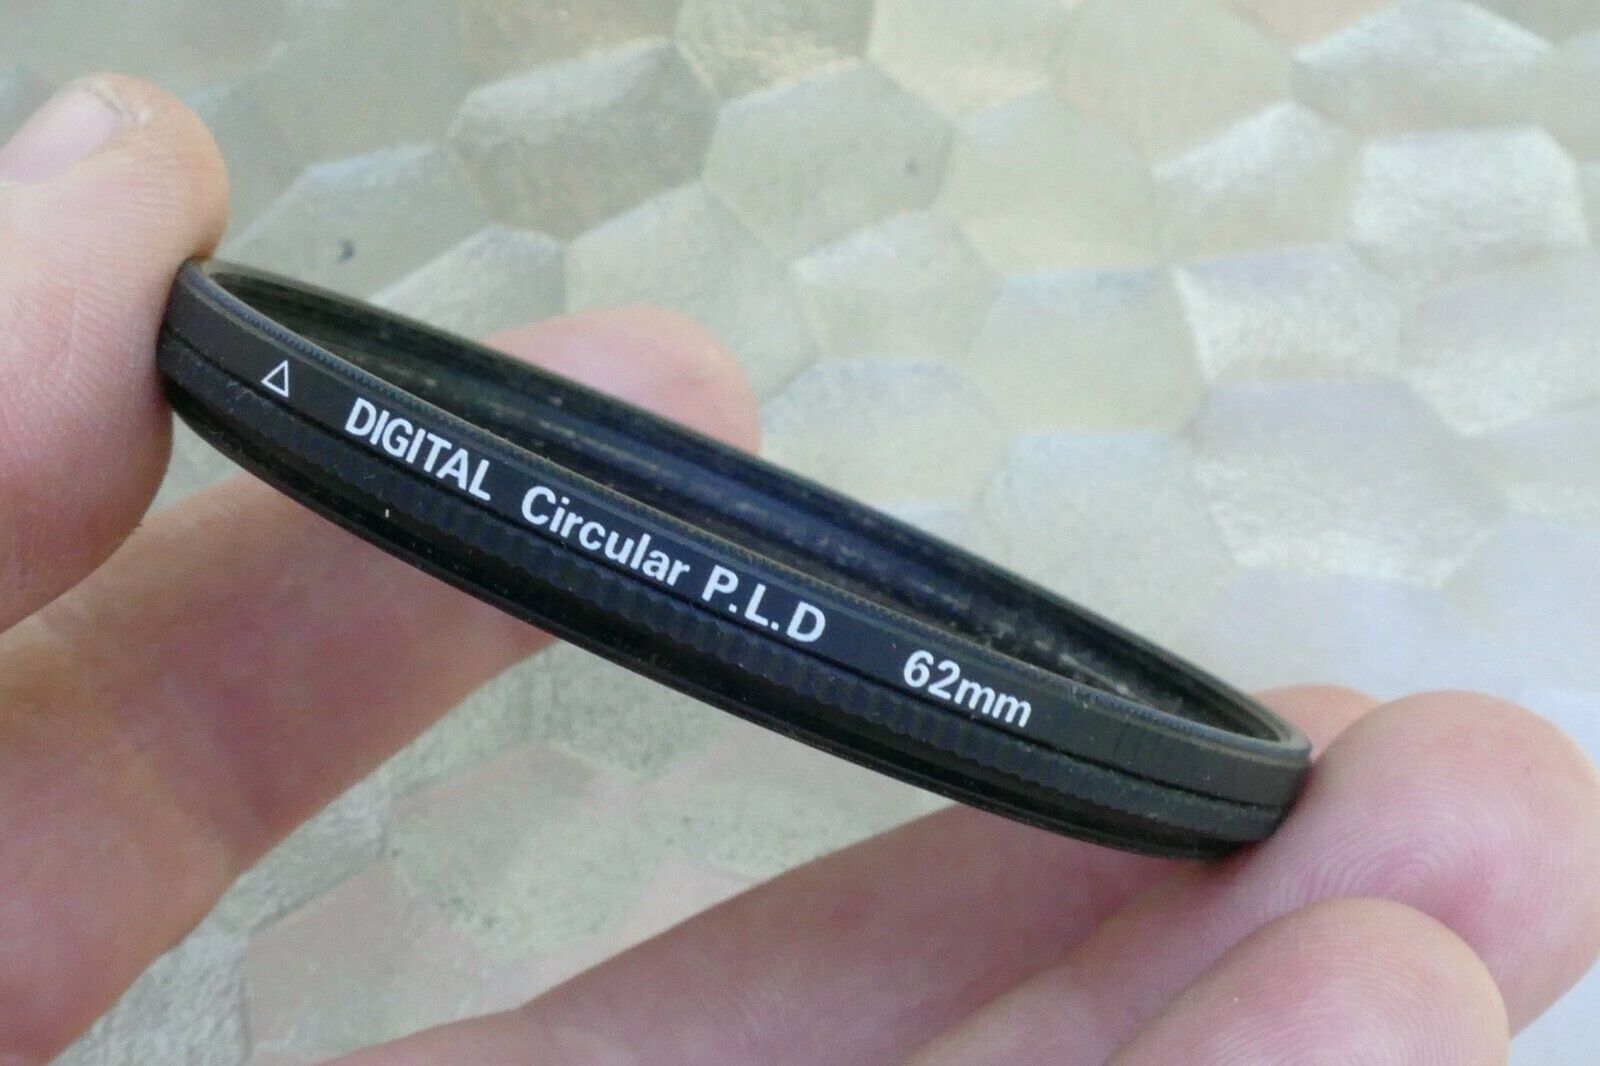 △ DIGITAL Circular P.L.D 62mm